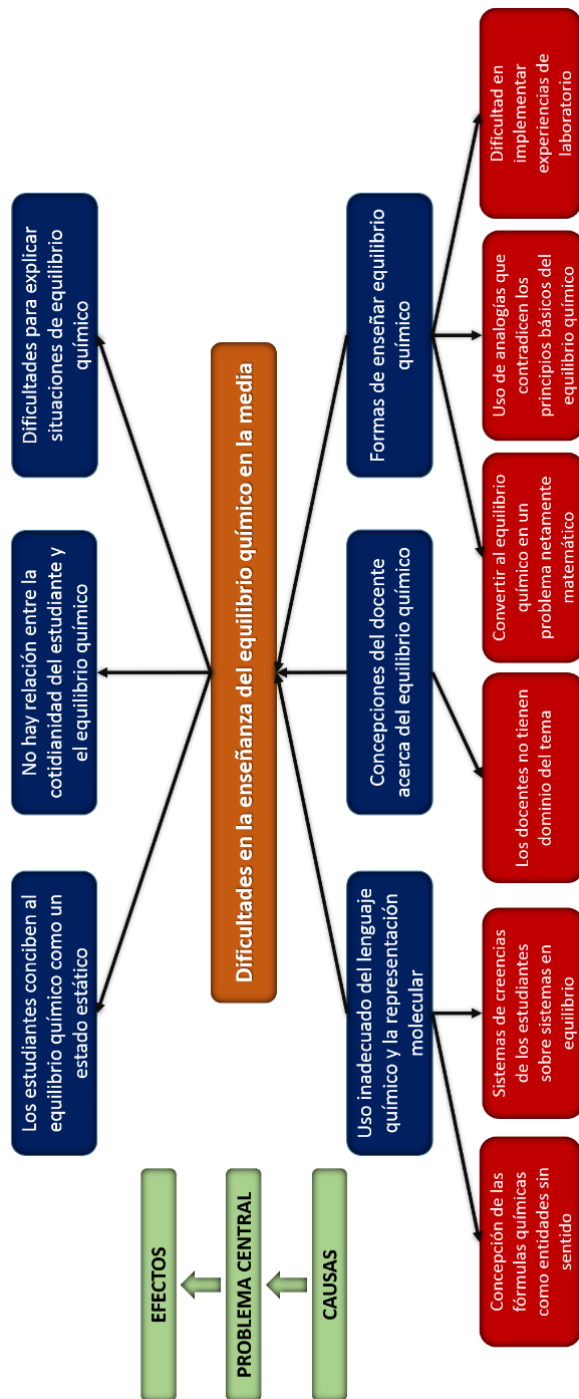 EFECTOS
Los estudiantes conciben al
equilibrio químico como un
estado estático
No hay relación entre la
cotidianidad del estudiante y
el equilibrio químico
Dificultades para explicar
situaciones de equilibrio
químico
PROBLEMA CENTRAL
Dificultades en la enseñanza del equilibrio químico en la media
CAUSAS
Uso inadecuado del lenguaje
químico y la representación
molecular
Concepciones del docente
acerca del equilibrio químico
Formas de enseñar equilibrio
químico
Concepción de las
fórmulas químicas
como entidades sin
sentido
Sistemas de creencias
de los estudiantes
sobre sistemas en
equilibrio
Los docentes no tienen
dominio del tema
Convertir al equilibrio
químico en un
problema netamente
matemático
Uso de analogías que
contradicen los
principios básicos del
equilibrio químico
Dificultad en
implementar
experiencias de
laboratorio